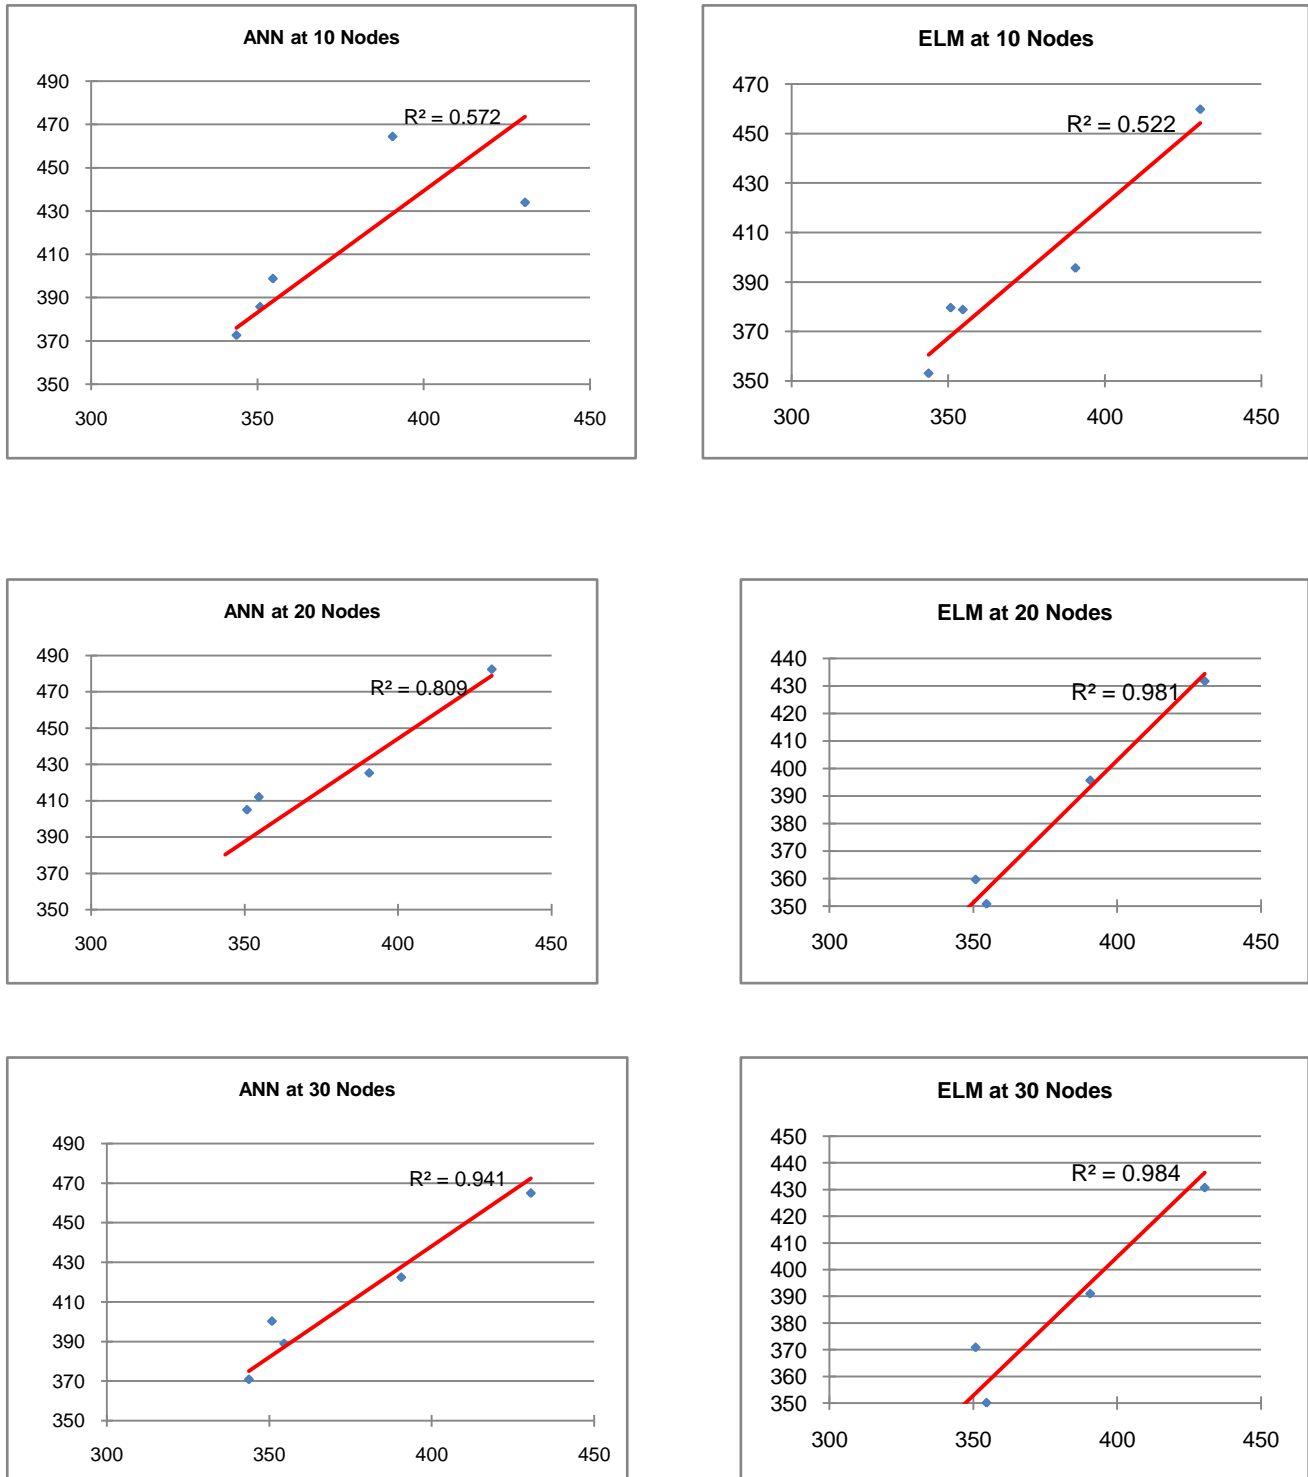 ANN at 10 Nodes
490
470
450
430
410
390
370
350
300 350 400 450
R² = 0.572
ELM at 10 Nodes
470
450
430
410
390
370
350
300 350 400 450
R² = 0.522
ANN at 20 Nodes
490
470
450
430
410
390
370
350
300 350 400 450
R² = 0.809
ELM at 20 Nodes
440
430
420
410
400
390
380
370
360
350
300 350 400 450
R² = 0.981
ANN at 30 Nodes
490
470
450
430
410
390
370
350
300 350 400 450
R² = 0.941
ELM at 30 Nodes
450
440
430
420
410
400
390
380
370
360
350
300 350 400 450
R² = 0.984